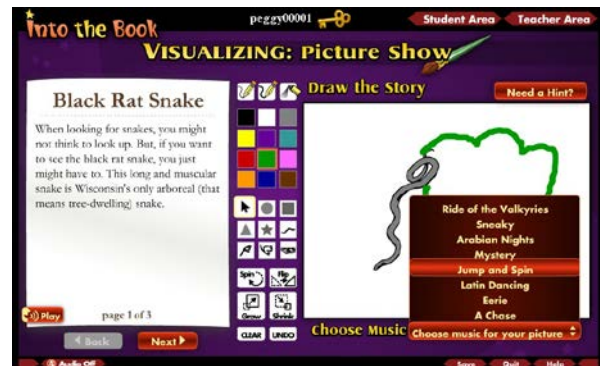 Into the Book
peggy00001
Student Area
Teacher Area
VISUALIZING: Picture Show
Black Rat Snake
When looking for snakes, you might
not think to look up. But, if you want
to see the black rat snake, you just
might have to. This long and muscular
snake is Wisconsin's only arboreal (that
means tree-dwelling) snake.
Play
page 1 of 3
Back
Next
Audio Off
Spin
Flip
Grow
Shrink
CLEAR
UNDO
Draw the Story
Need a Hint?
Ride of the Valkyries
Sneaky
Arabian Nights
Mystery
Jump and Spin
Latin Dancing
Eerie
A Chase
Choose Music
Choose music for your picture
Save
Quit
Help